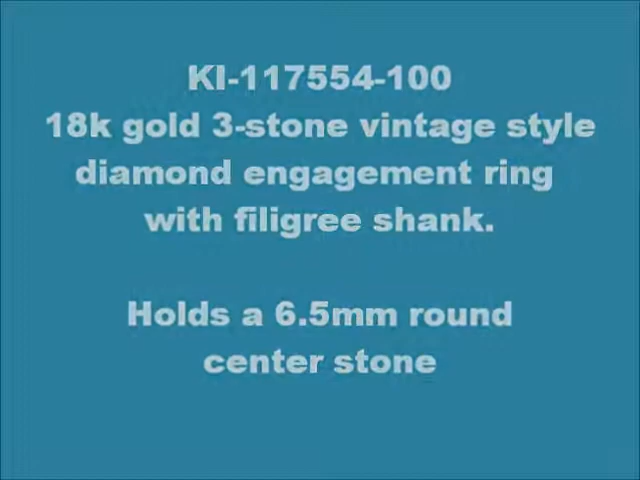 KI-117554-100
18k gold 3-stone vintage style
diamond engagement ring
with filigree shank.
Holds a 6.5mm round
center stone